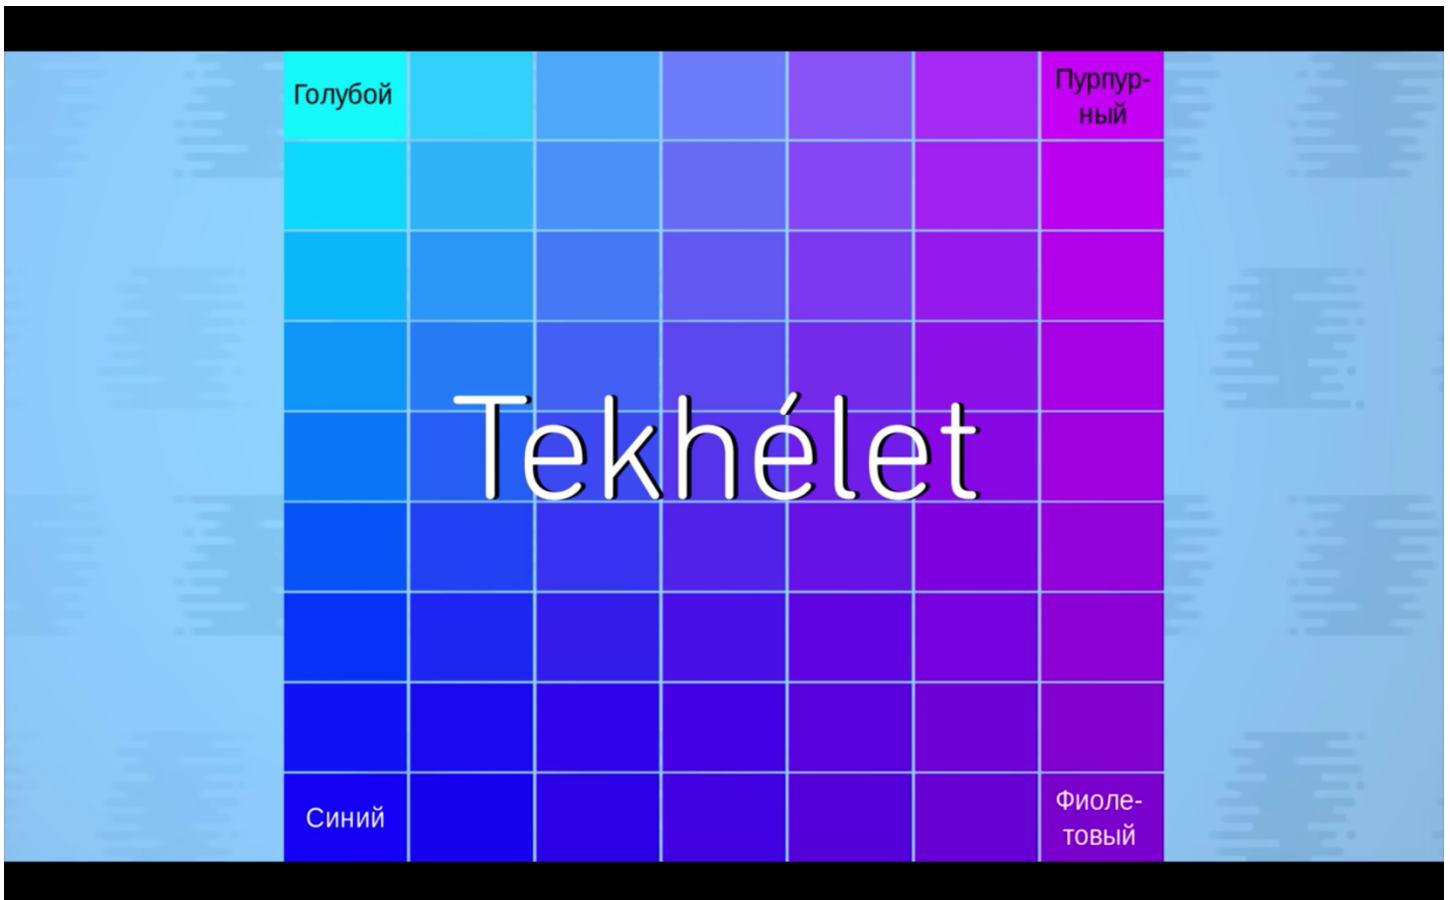 Голубой
Пурпур-
ный
Tekhélet
Синий
Фиоле-
товый